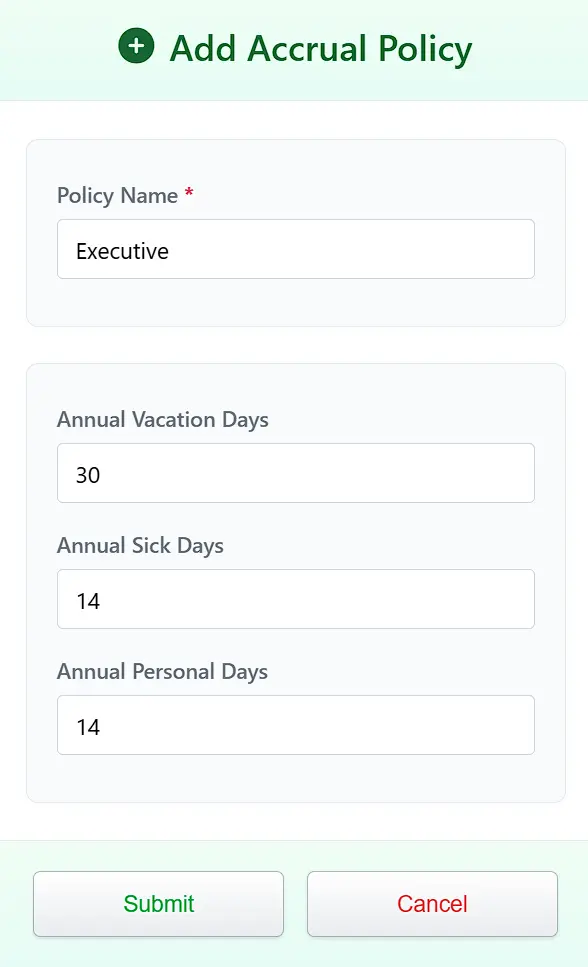 Add Accrual Policy
Policy Name *
Executive
Annual Vacation Days
30
Annual Sick Days
14
Annual Personal Days
14
Submit Cancel